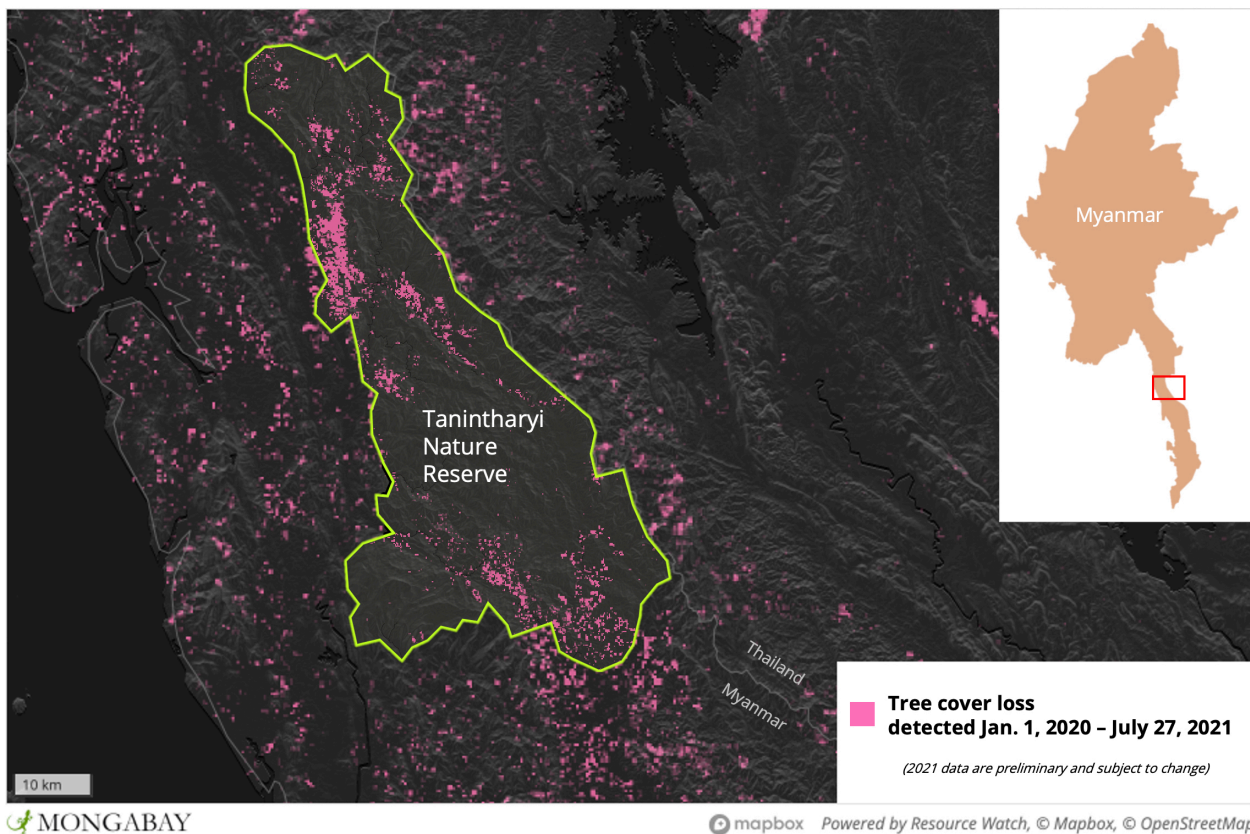 Myanmar
Tanintharyi
Nature
Reserve
Thailand
Myanmar
Tree cover loss
detected Jan. 1, 2020 – July 27, 2021
(2021 data are preliminary and subject to change)
10 km
MONGABAY
mapbox Powered by Resource Watch, © Mapbox, © OpenStreetMap